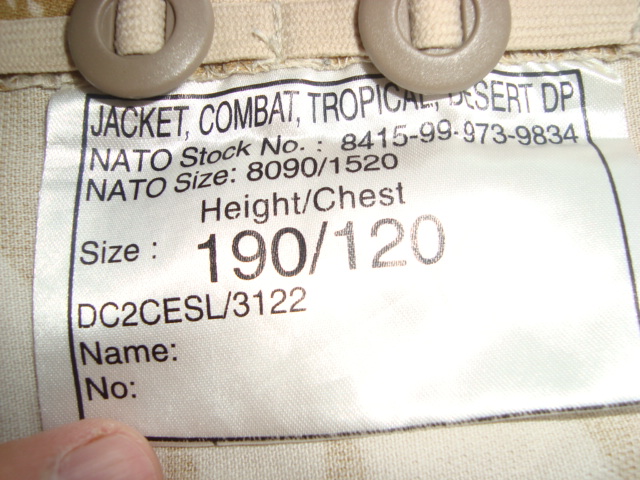 JACKET, COMBAT, TROPICAL, DESERT DP
NATO Stock No. : 8415-99-973-9834
NATO Size: 8090/1520
Height/Chest
Size : 190/120
DC2CESL/3122
Name:
No: